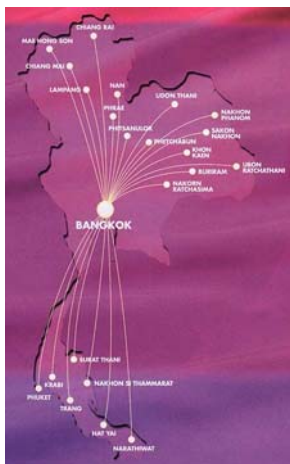 CHIANG RAI
MAE HONG SON
CHIANG MAI
NAN
LAMPANG
UDON THANI
PHRAE
NAKHON
PHANOM
PHITSANULOK
SAKON
NAKHON
PHETCHABUN
KHON
KAEN
UBON
RATCHATHANI
BURIRAM
NAKORN
RATCHASIMA
BANGKOK
SURAT THANI
KRABI
NAKHON SI THAMMARAT
PHUKET
TRANG
HAT YAI
NARATHIWAT